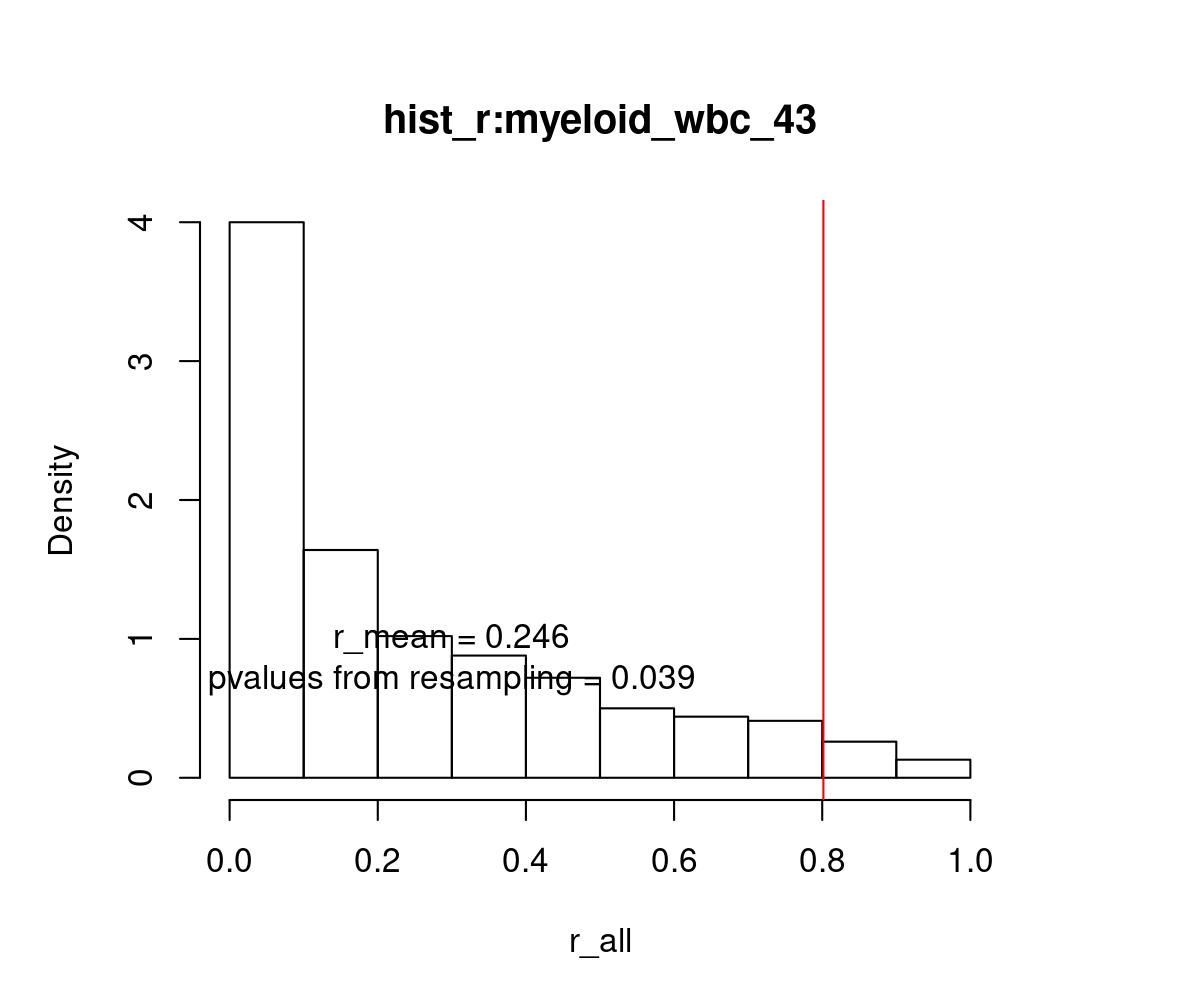 hist_r:myeloid_wbc_43
4
3
2
1
0
Density
r_mean = 0.246
pvalues from resampling = 0.039
0.0 0.2 0.4 0.6 0.8 1.0
r_all